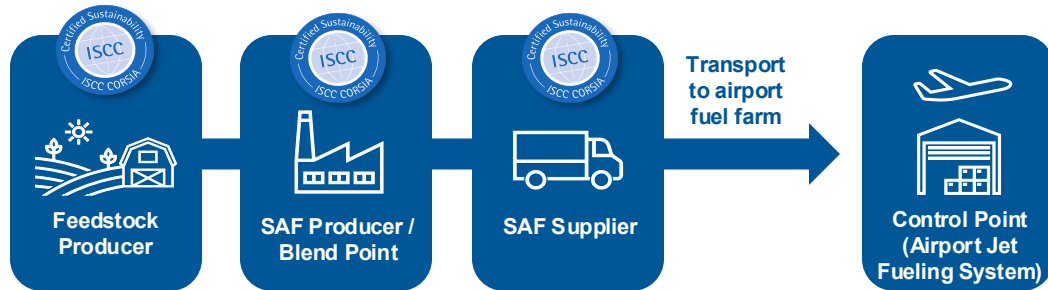 Certified Sustainability
ISCC
ISCC CORSIA
Feedstock
Producer
Certified Sustainability
ISCC
ISCC CORSIA
SAF Producer /
Blend Point
Certified Sustainability
ISCC
ISCC CORSIA
SAF Supplier
Transport
to airport
fuel farm
Control Point
(Airport Jet
Fueling System)